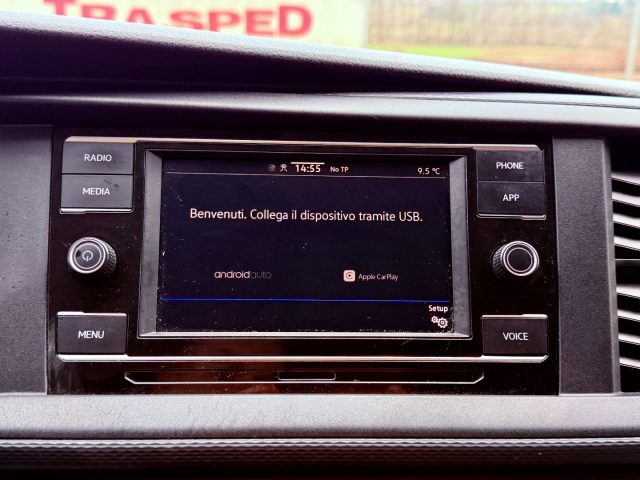 TRASPED
RADIO
MEDIA
MENU
14:55 No TP 9.5 °C
Benvenuti. Collega il dispositivo tramite USB.
androidauto Apple CarPlay
Setup
PHONE
APP
VOICE